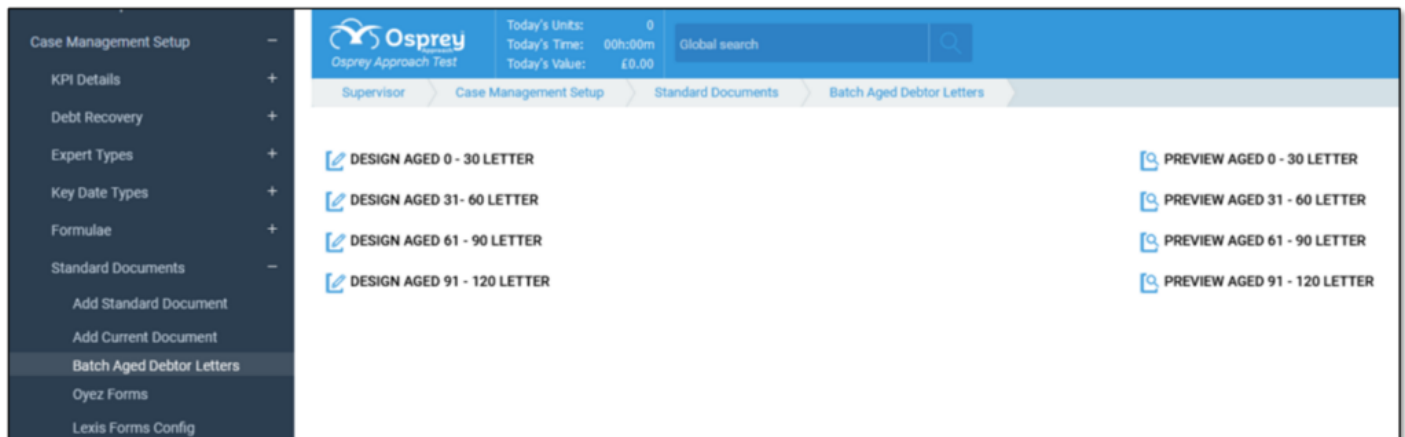 Case Management Setup
KPI Details
Debt Recovery
Expert Types
Key Date Types
Formulae
Standard Documents
Add Standard Document
Add Current Document
Batch Aged Debtor Letters
Oyez Forms
Lexis Forms Config
Osprey
Approach
Osprey Approach Test
Today's Units: 0
Today's Time: 00h:00m
Today's Value: £0.00
Global search
Supervisor Case Management Setup Standard Documents Batch Aged Debtor Letters
DESIGN AGED 0 - 30 LETTER PREVIEW AGED 0 - 30 LETTER
DESIGN AGED 31- 60 LETTER PREVIEW AGED 31 - 60 LETTER
DESIGN AGED 61 - 90 LETTER PREVIEW AGED 61 - 90 LETTER
DESIGN AGED 91 - 120 LETTER PREVIEW AGED 91 - 120 LETTER